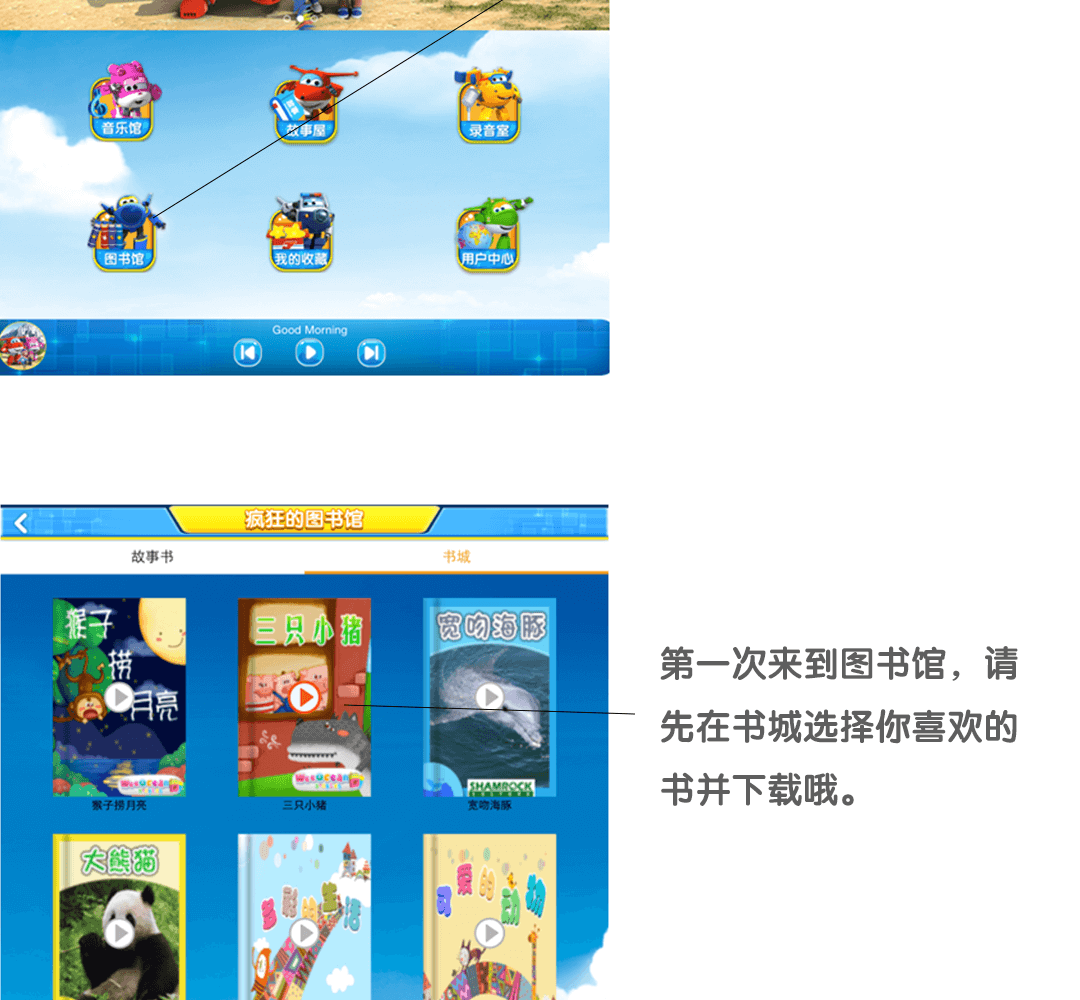 音乐馆
故事屋
录音室
图书馆
我的收藏
用户中心
Good Morning
疯狂的图书馆
故事书
书城
猴子
捞
月亮
三只小猪
宽吻海豚
WeeOcean
SHAMROCK
猴子捞月亮
三只小猪
宽吻海豚
第一次来到图书馆，请
先在书城选择你喜欢的
书并下载哦。
大熊猫
多彩的生活
可爱的动物